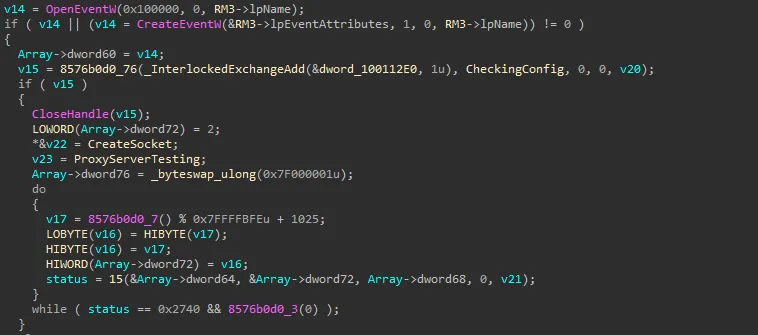 v14 = OpenEventW(0x100000, 0, RM3->lpName);
if ( v14 || (v14 = CreateEventW(&RM3->lpEventAttributes, 1, 0, RM3->lpName)) != 0 )
{
Array->dword60 = v14;
v15 = 8576b0d0_76(_InterlockedExchangeAdd(&dword_100112E0, 1u), CheckingConfig, 0, 0, v20);
if ( v15 )
{
CloseHandle(v15);
LOWORD(Array->dword72) = 2;
*&v22 = CreateSocket;
v23 = ProxyServerTesting;
Array->dword76 = _byteswap_ulong(0x7F000001u);
do
{
v17 = 8576b0d0_7() % 0x7FFFFBFEu + 1025;
LOBYTE(v16) = HIBYTE(v17);
HIBYTE(v16) = v17;
HIWORD(Array->dword72) = v16;
status = 15(&Array->dword64, &Array->dword72, Array->dword68, 0, v21);
}
while ( status == 0x2740 && 8576b0d0_3(0) );
}